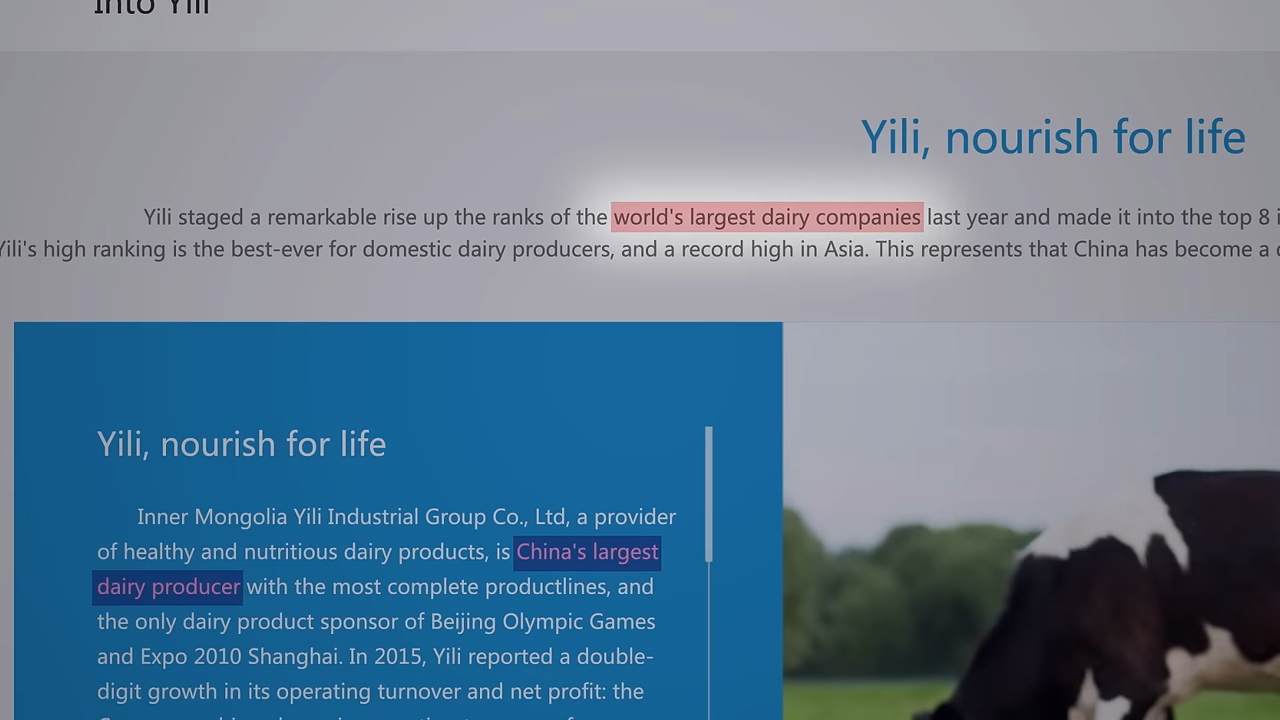 Into Yili
Yili, nourish for life
Yili staged a remarkable rise up the ranks of the world's largest dairy companies last year and made it into the top 8
Yili's high ranking is the best-ever for domestic dairy producers, and a record high in Asia. This represents that China has become a
Yili, nourish for life
Inner Mongolia Yili Industrial Group Co., Ltd, a provider
of healthy and nutritious dairy products, is China's largest
dairy producer with the most complete productlines, and
the only dairy product sponsor of Beijing Olympic Games
and Expo 2010 Shanghai. In 2015, Yili reported a double-
digit growth in its operating turnover and net profit: the